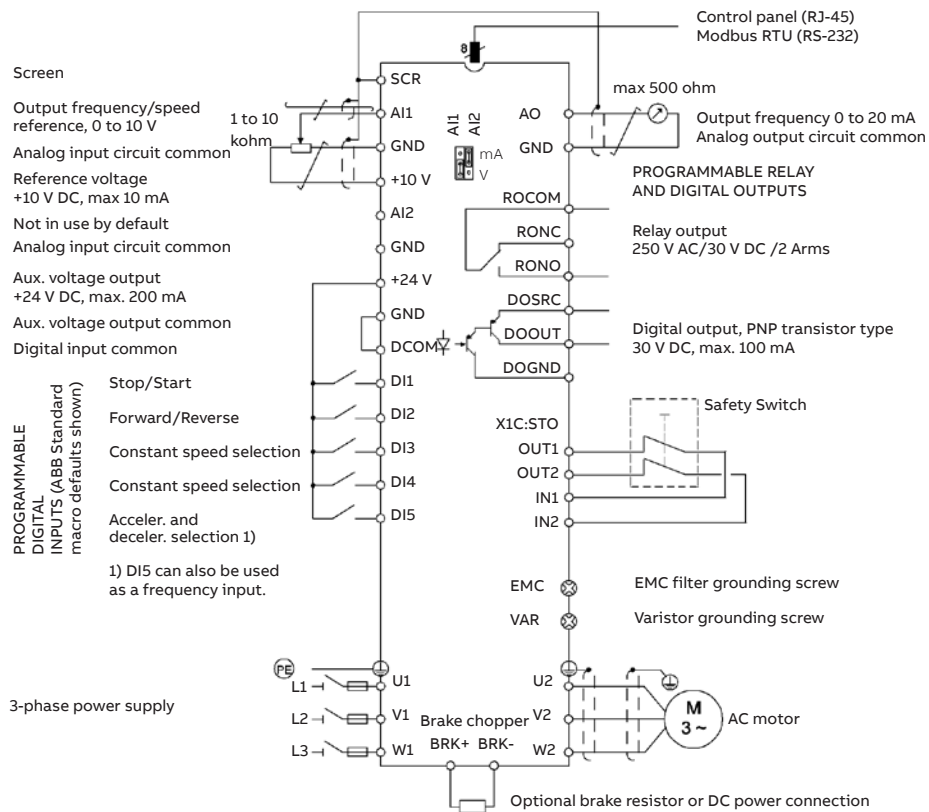 Control panel (RJ-45)
Modbus RTU (RS-232)
8
Screen
SCR
Output frequency/speed
reference, 0 to 10 V
1 to 10
kohm
AI1
Analog input circuit common
GND
Reference voltage
+10 V DC, max 10 mA
+10 V
Not in use by default
AI2
Analog input circuit common
GND
Aux. voltage output
+24 V DC, max. 200 mA
+24 V
Aux. voltage output common
GND
Digital input common
DCOM
PROGRAMMABLE
DIGITAL
INPUTS (ABB Standard
macro defaults shown)
Stop/Start
DI1
Forward/Reverse
DI2
Constant speed selection
DI3
Constant speed selection
DI4
Acceler. and
deceler. selection 1)
DI5
1) DI5 can also be used
as a frequency input.
AI1
AI2
mA
V
max 500 ohm
AO
GND
Output frequency 0 to 20 mA
Analog output circuit common
PROGRAMMABLE RELAY
AND DIGITAL OUTPUTS
ROCOM
RONC
RONO
Relay output
250 V AC/30 V DC /2 Arms
DOSRC
DOOUT
DOGND
Digital output, PNP transistor type
30 V DC, max. 100 mA
Safety Switch
X1C:STO
OUT1
OUT2
IN1
IN2
EMC
EMC filter grounding screw
VAR
Varistor grounding screw
PE
3-phase power supply
L1
U1
L2
V1
L3
W1
U2
V2
W2
M
3 ~
AC motor
Brake chopper
BRK+ BRK-
Optional brake resistor or DC power connection